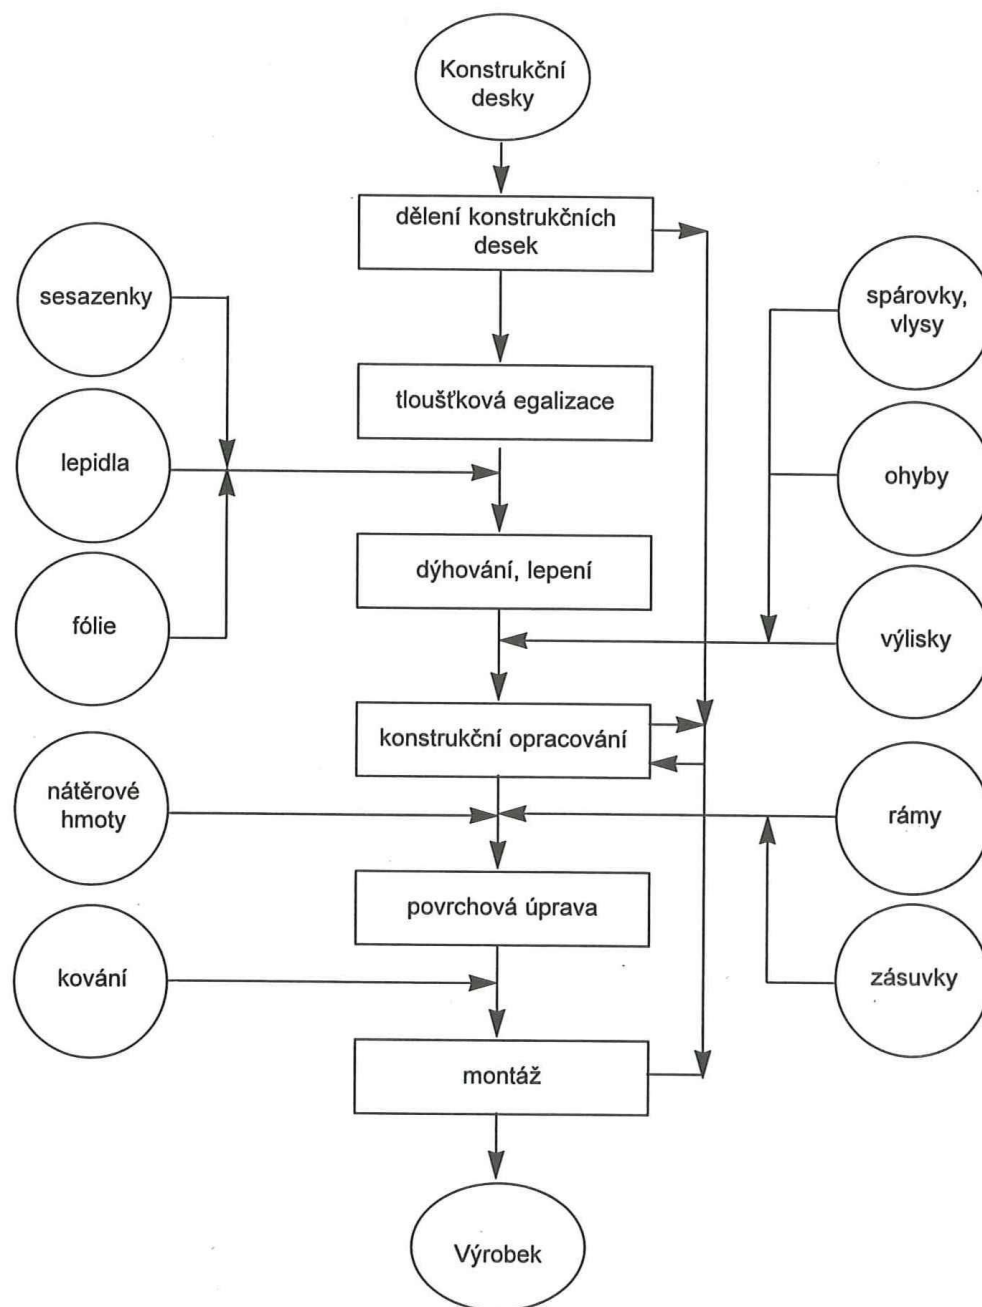 Konstrukční
desky
dělení konstrukčních
desek
sesazenky
spárovky,
vlysy
tloušťková egalizace
lepidla
ohyby
dýhování, lepení
fólie
výlisky
konstrukční opracování
nátěrové
hmoty
rámy
povrchová úprava
kování
zásuvky
montáž
Výrobek